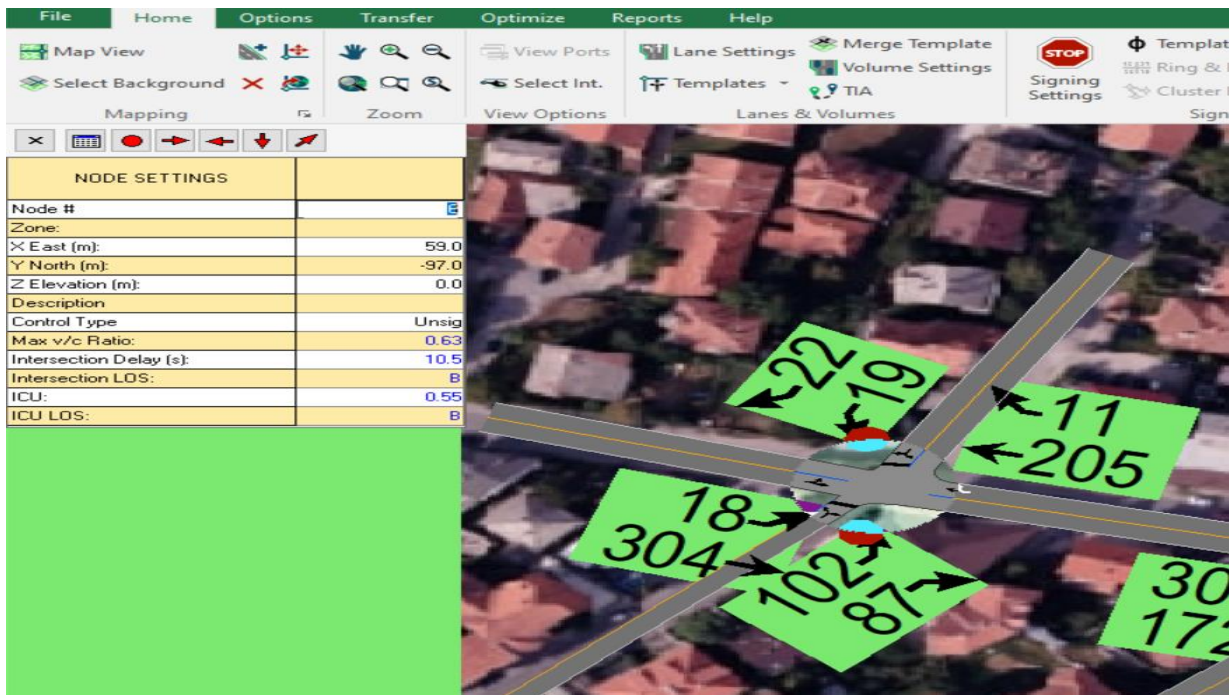 File Home Options Transfer Optimize Reports Help
Map View View Ports Lane Settings Merge Template STOP Templat
Volume Settings Ring &
Select Background Select Int. Templates TIA Signing Settings Cluster
Mapping Zoom View Options Lanes & Volumes Sign
NODE SETTINGS
Node #
Zone:
X East (m): 59.0
Y North (m): -97.0
Z Elevation (m): 0.0
Description
Control Type Unsig
Max v/c Ratio: 0.63
Intersection Delay (s): 10.5
Intersection LOS: B
ICU: 0.55
ICU LOS: B
22 19
11
205
18
304
102
87
30
172